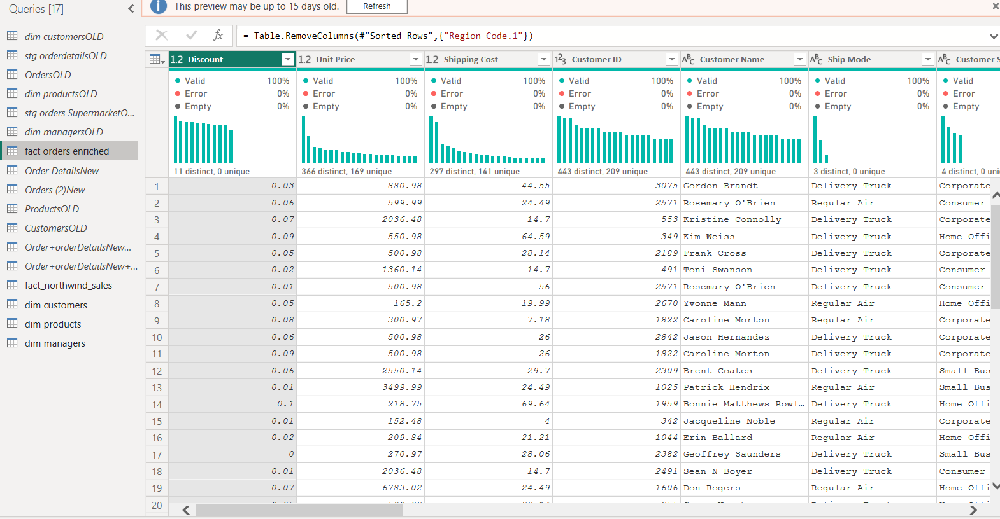 Queries [17]
This preview may be up to 15 days old.
Refresh
dim customersOLD
stg orderdetailsOLD
OrdersOLD
dim productsOLD
stg orders SupermarketO...
dim managersOLD
fact orders enriched
Order DetailsNew
Orders (2)New
ProductsOLD
CustomersOLD
Order+orderDetailsNew...
Order+orderDetailsNew+...
fact_northwind_sales
dim customers
dim products
dim managers
fx = Table.RemoveColumns(#"Sorted Rows",{"Region Code.1"})
1.2 Discount 1.2 Unit Price 1.2 Shipping Cost 123 Customer ID ABC Customer Name ABC Ship Mode ABC Customer S
Valid 100% Valid 100% Valid 100% Valid 100% Valid 100% Valid 100% Valid
Error 0% Error 0% Error 0% Error 0% Error 0% Error 0% Error
Empty 0% Empty 0% Empty 0% Empty 0% Empty 0% Empty 0% Empty
11 distinct, 0 unique 366 distinct, 169 unique 297 distinct, 141 unique 443 distinct, 209 unique 443 distinct, 209 unique 3 distinct, 0 unique 4 distinct, 0 uni
1 0.03 880.98 44.55 3075 Gordon Brandt Delivery Truck Corporate
2 0.06 599.99 24.49 2571 Rosemary O'Brien Regular Air Consumer
3 0.07 2036.48 14.7 553 Kristine Connolly Delivery Truck Corporate
4 0.09 550.98 64.59 349 Kim Weiss Delivery Truck Home Offi
5 0.05 500.98 28.14 2189 Frank Cross Delivery Truck Corporate
6 0.02 1360.14 14.7 491 Toni Swanson Delivery Truck Consumer
7 0.01 500.98 56 2571 Rosemary O'Brien Delivery Truck Consumer
8 0.05 165.2 19.99 2670 Yvonne Mann Regular Air Home Offi
9 0.08 300.97 7.18 1822 Caroline Morton Regular Air Corporate
10 0.06 500.98 26 2842 Jason Hernandez Delivery Truck Corporate
11 0.09 500.98 26 1822 Caroline Morton Delivery Truck Corporate
12 0.06 2550.14 29.7 2309 Brent Coates Delivery Truck Small Bus
13 0.01 3499.99 24.49 1025 Patrick Hendrix Regular Air Small Bus
14 0.1 218.75 69.64 1959 Bonnie Matthews Rowl... Delivery Truck Home Offi
15 0.01 152.48 4 342 Jacqueline Noble Regular Air Corporate
16 0.02 209.84 21.21 1044 Erin Ballard Regular Air Home Offi
17 0 270.97 28.06 2382 Geoffrey Saunders Delivery Truck Small Bus
18 0.01 2036.48 14.7 2491 Sean N Boyer Delivery Truck Consumer
19 0.07 6783.02 24.49 1606 Don Rogers Regular Air Home Offi
20